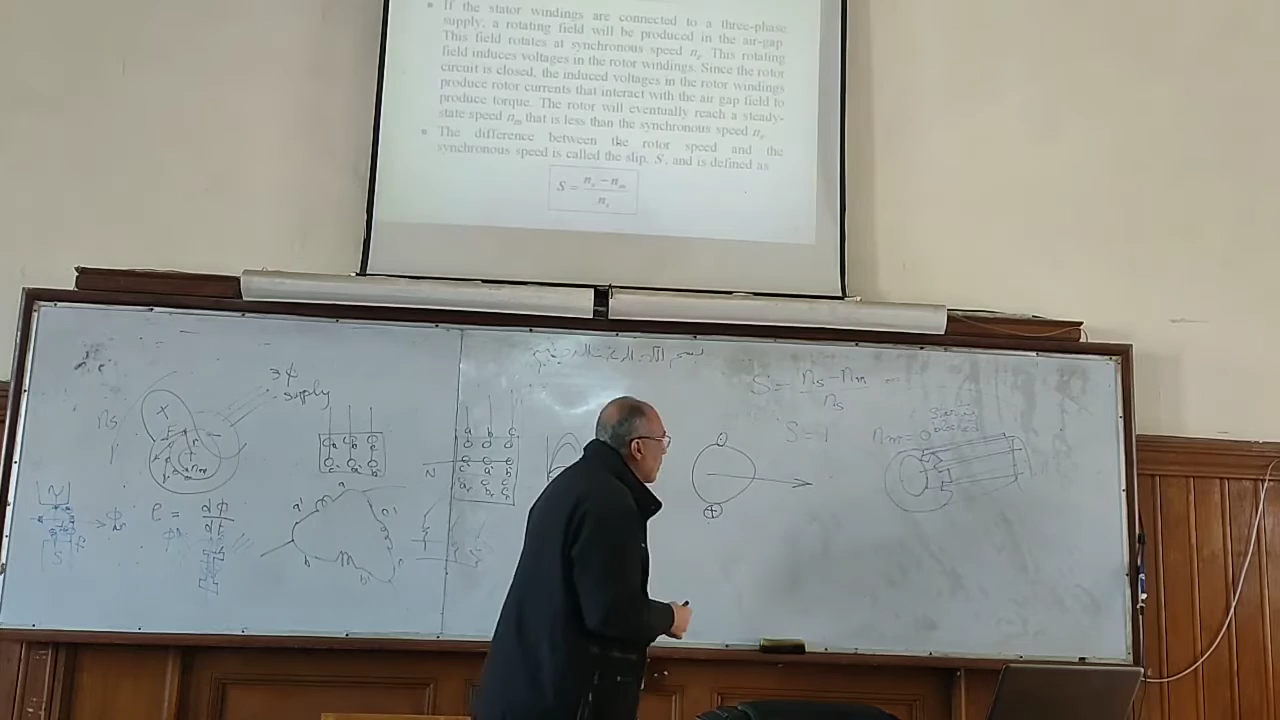 If the stator windings are connected to a three-phase
supply; a rotating field will be produced in the air-gap.
This field rotates at synchronous speed ns. This rotating
field induces voltages in the rotor windings. Since the rotor
circuit is closed, the induced voltages in the rotor windings
produce rotor currents that interact with the air gap field to
produce torque. The rotor will eventually reach a steady-
state speed nm that is less than the synchronous speed ns.
The difference between the rotor speed and the
synchronous speed is called the slip, S, and is defined as
S = ns − nm / ns
بسم الله الرحمن الرحيم
3φ
supply
S = ns − nm / ns
S = 1
nm = 0
ns
nm
e = dφ / dt
N
a b c